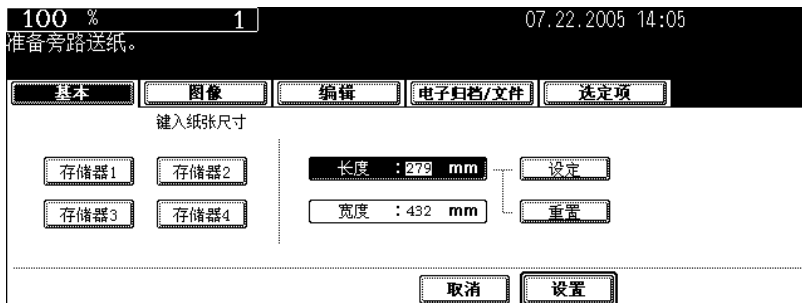 100 % 1 07.22.2005 14:05
准备旁路送纸。
基本 图像 编辑 电子归档/文件 选定项
键入纸张尺寸
存储器1 存储器2 长度 :279 mm 设定
存储器3 存储器4 宽度 :432 mm 重置
取消 设置